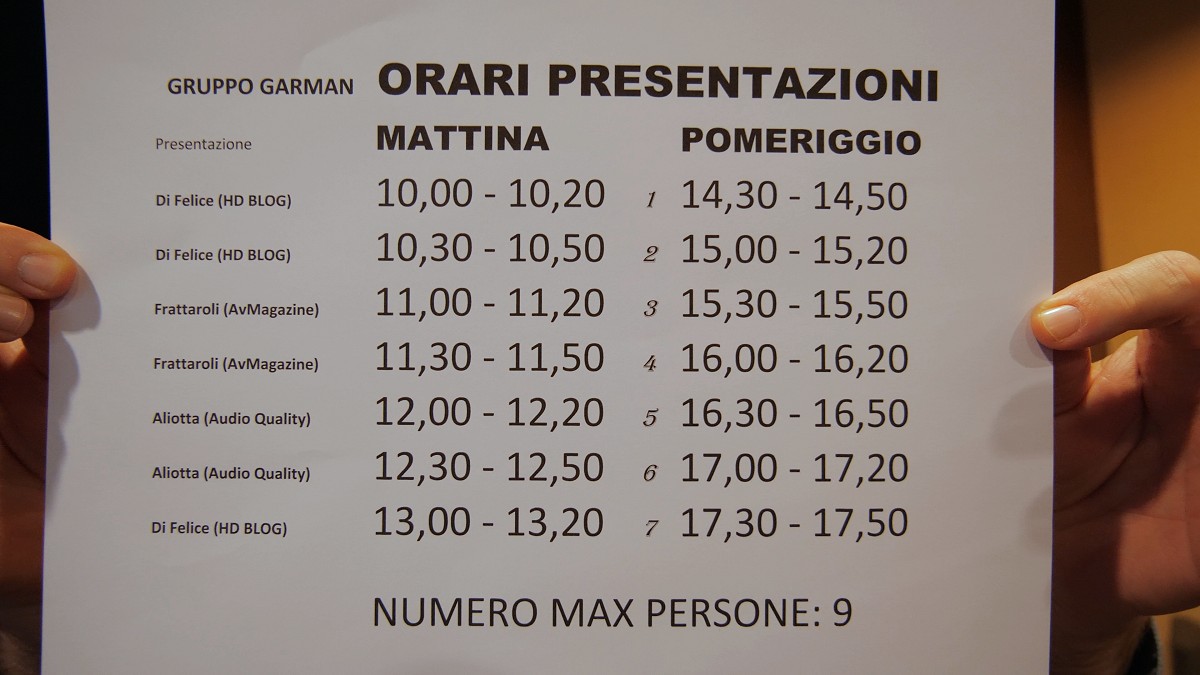 GRUPPO GARMAN ORARI PRESENTAZIONI
Presentazione MATTINA POMERIGGIO
Di Felice (HD BLOG) 10,00 - 10,20 1 14,30 - 14,50
Di Felice (HD BLOG) 10,30 - 10,50 2 15,00 - 15,20
Frattaroli (AvMagazine) 11,00 - 11,20 3 15,30 - 15,50
Frattaroli (AvMagazine) 11,30 - 11,50 4 16,00 - 16,20
Aliotta (Audio Quality) 12,00 - 12,20 5 16,30 - 16,50
Aliotta (Audio Quality) 12,30 - 12,50 6 17,00 - 17,20
Di Felice (HD BLOG) 13,00 - 13,20 7 17,30 - 17,50
NUMERO MAX PERSONE: 9